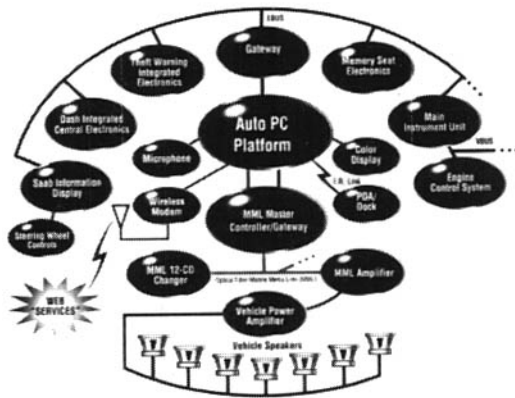 IBUS
Gateway
Theft Warning
Integrated
Electronics
Memory Seat
Electronics
Dash Integrated
Central Electronics
Auto PC
Platform
Main
Instrument Unit
VBUS
Microphone
Color
Display
Engine
Control System
Saab Information
Display
I.R. Link
Wireless
Modem
PDA/
Dock
Steering Wheel
Controls
MML Master
Controller/Gateway
MML 12-CD
Changer
MML Amplifier
WEB
"SERVICES"
Vehicle Power
Amplifier
Vehicle Speakers